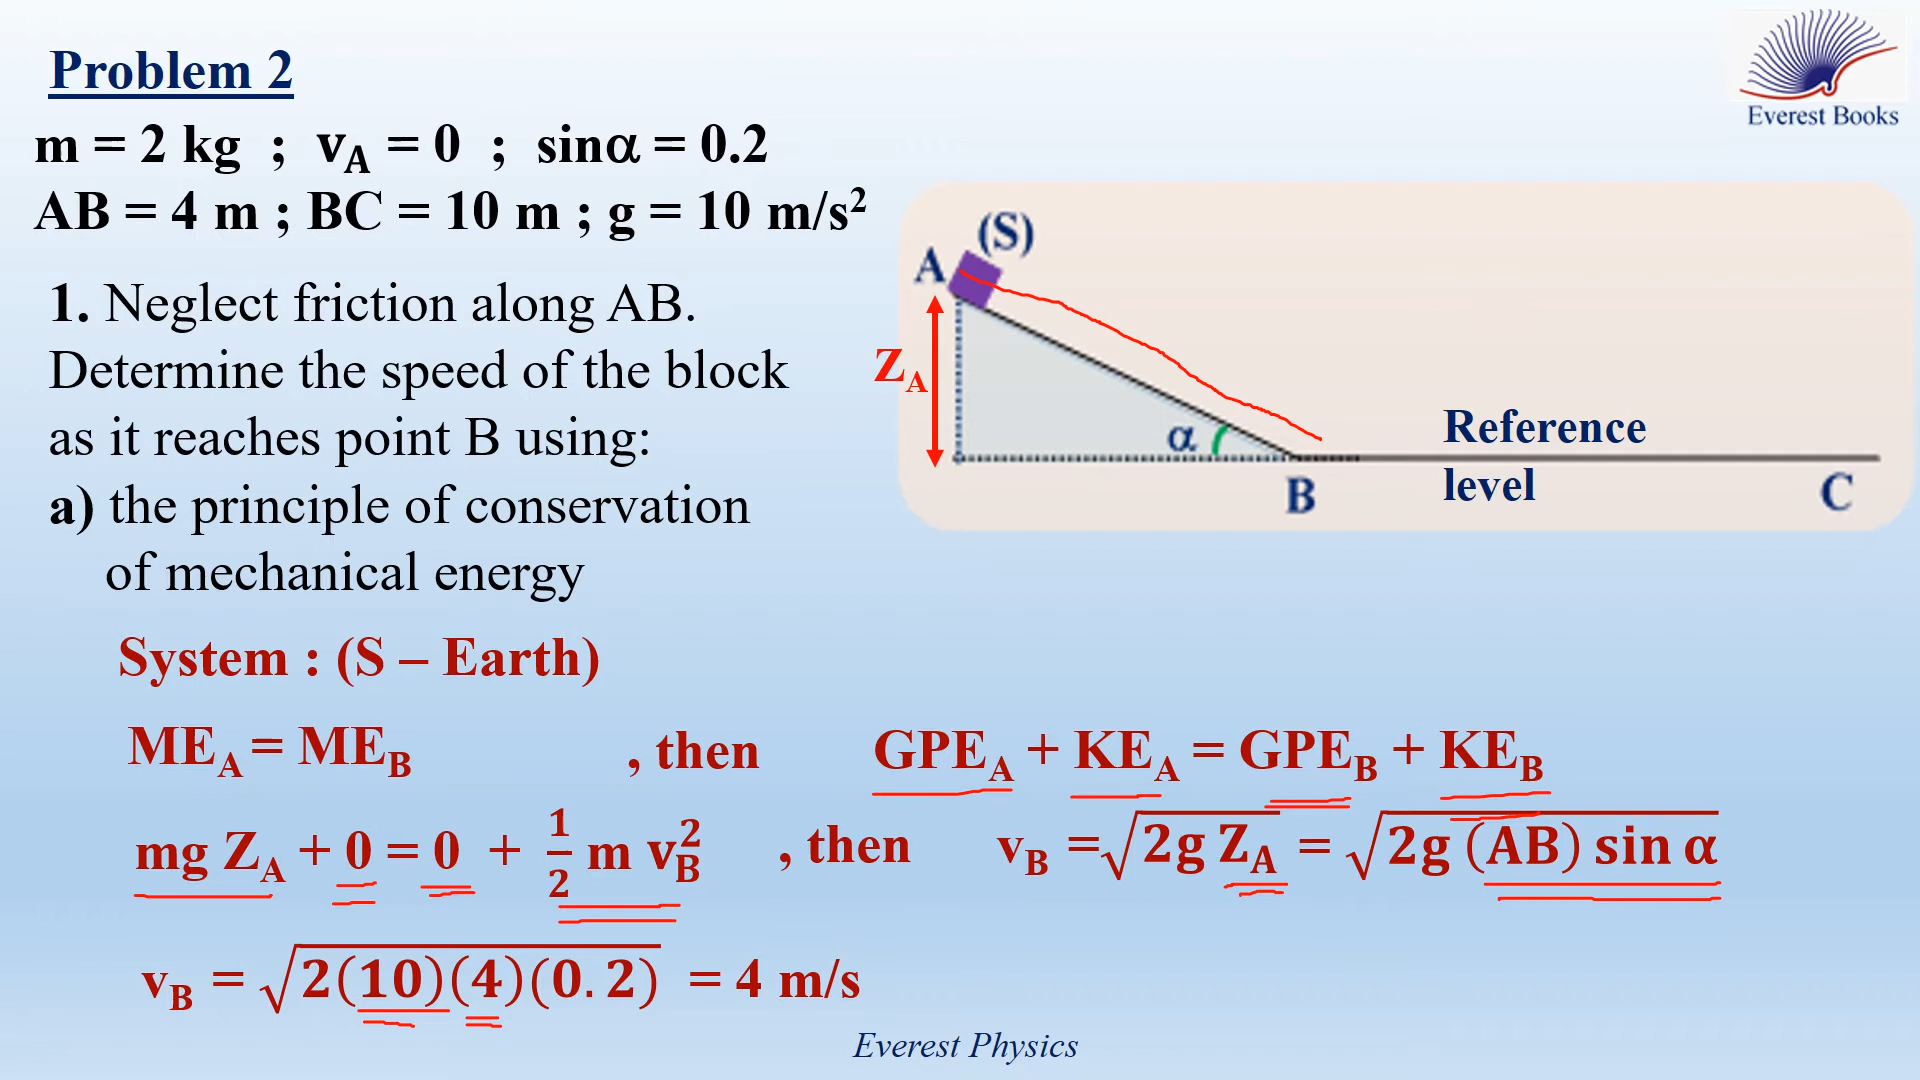 Problem 2
Everest Books
m = 2 kg ; vA = 0 ; sinα = 0.2
AB = 4 m ; BC = 10 m ; g = 10 m/s²
(S)
A
ZA
α
B
Reference
level
C
1. Neglect friction along AB.
Determine the speed of the block
as it reaches point B using:
a) the principle of conservation
of mechanical energy
System : (S – Earth)
MEA = MEB , then GPEA + KEA = GPEB + KEB
mg ZA + 0 = 0 + 1/2 m vB² , then vB = √(2g ZA) = √(2g (AB) sin α)
vB = √(2(10)(4)(0.2)) = 4 m/s
Everest Physics